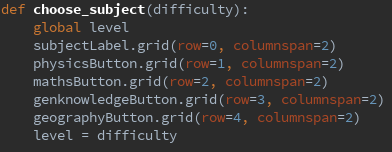 def choose_subject(difficulty):
    global level
    subjectLabel.grid(row=0, columnspan=2)
    physicsButton.grid(row=1, columnspan=2)
    mathsButton.grid(row=2, columnspan=2)
    genknowledgeButton.grid(row=3, columnspan=2)
    geographyButton.grid(row=4, columnspan=2)
    level = difficulty